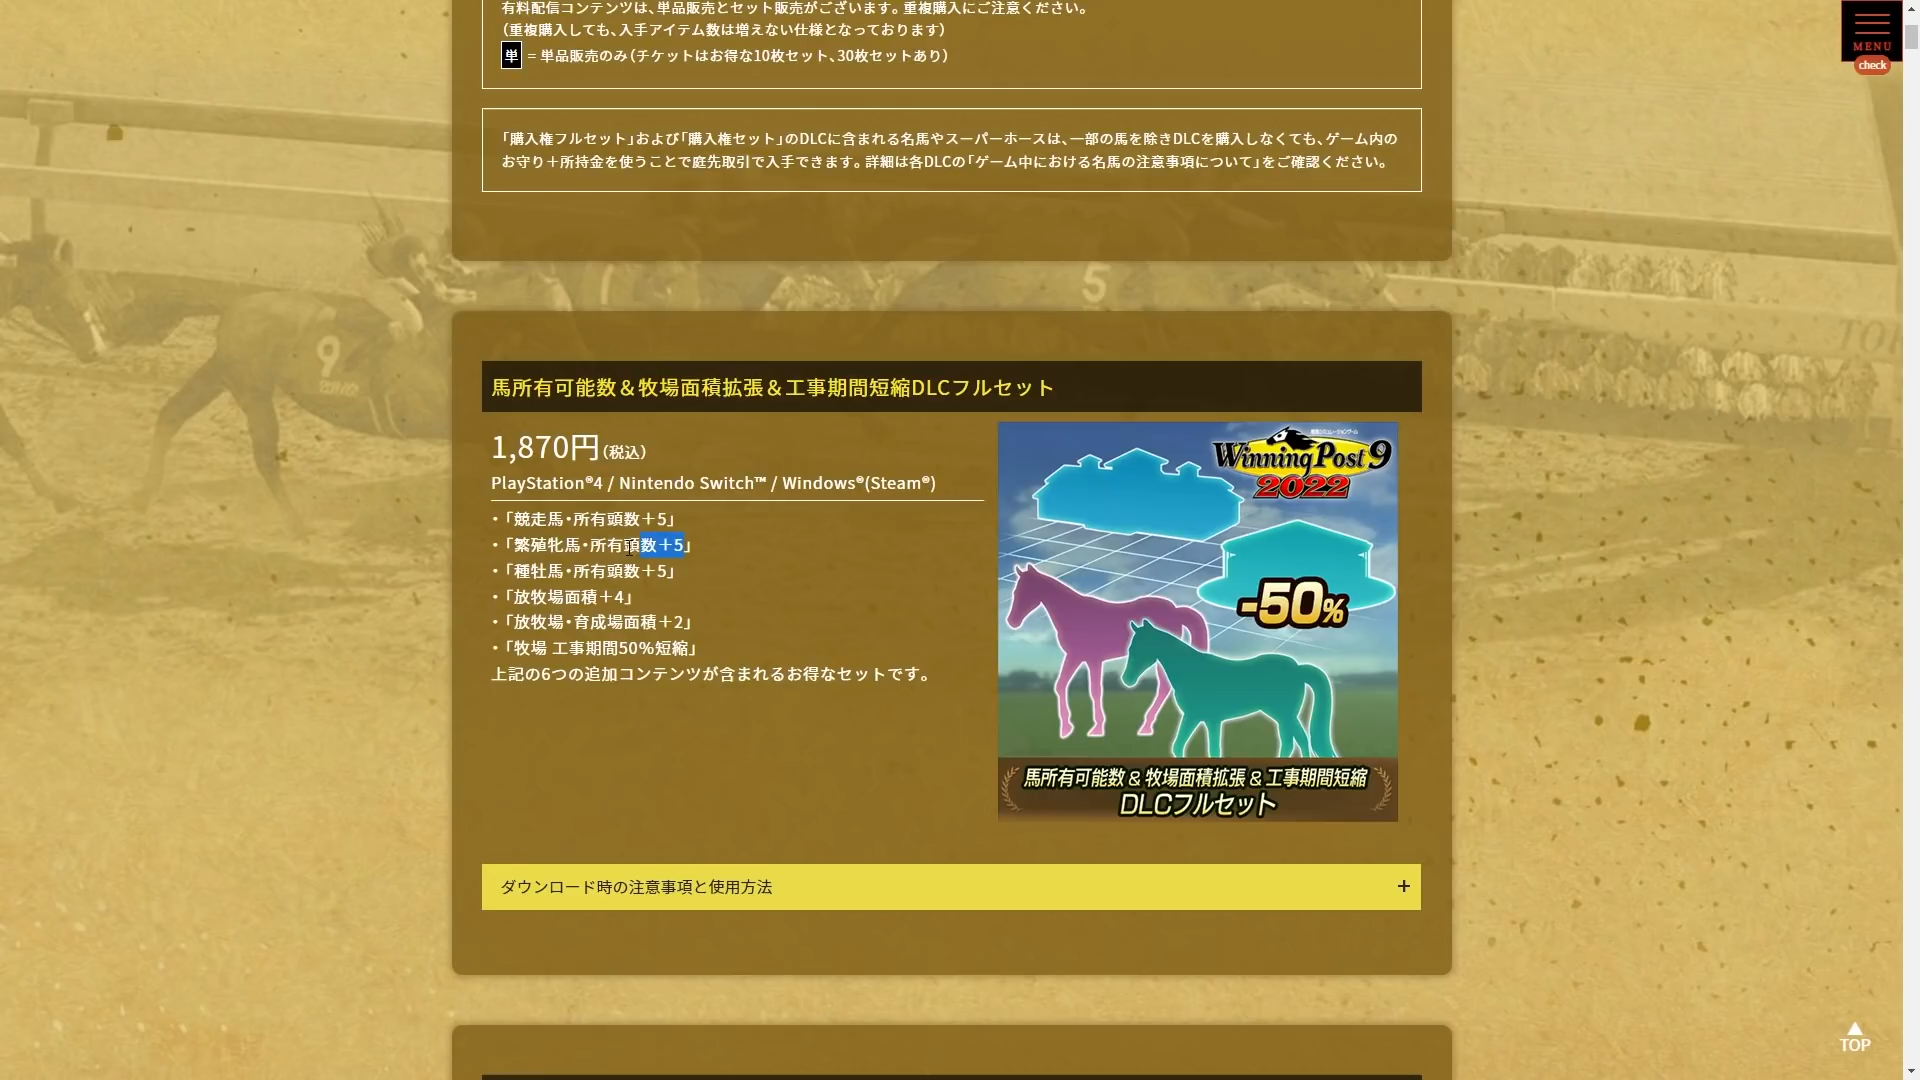 有料配信コンテンツは、単品販売とセット販売がございます。重複購入にご注意ください。
（重複購入しても、入手アイテム数は増えない仕様となっております）
単 = 単品販売のみ（チケットはお得な10枚セット、30枚セットあり）
MENU
check
「購入権フルセット」および「購入権セット」のDLCに含まれる名馬やスーパーホースは、一部の馬を除きDLCを購入しなくても、ゲーム内の
お守り＋所持金を使うことで庭先取引で入手できます。詳細は各DLCの「ゲーム中における名馬の注意事項について」をご確認ください。
5
9
馬所有可能数＆牧場面積拡張＆工事期間短縮DLCフルセット
1,870円（税込）
PlayStation®4 / Nintendo Switch™ / Windows®(Steam®)
・「競走馬・所有頭数＋5」
・「繁殖牝馬・所有頭数＋5」
・「種牡馬・所有頭数＋5」
・「放牧場面積＋4」
・「放牧場・育成場面積＋2」
・「牧場 工事期間50%短縮」
上記の6つの追加コンテンツが含まれるお得なセットです。
Winning Post 9
2022
-50%
馬所有可能数＆牧場面積拡張＆工事期間短縮
DLCフルセット
ダウンロード時の注意事項と使用方法
+
TOP